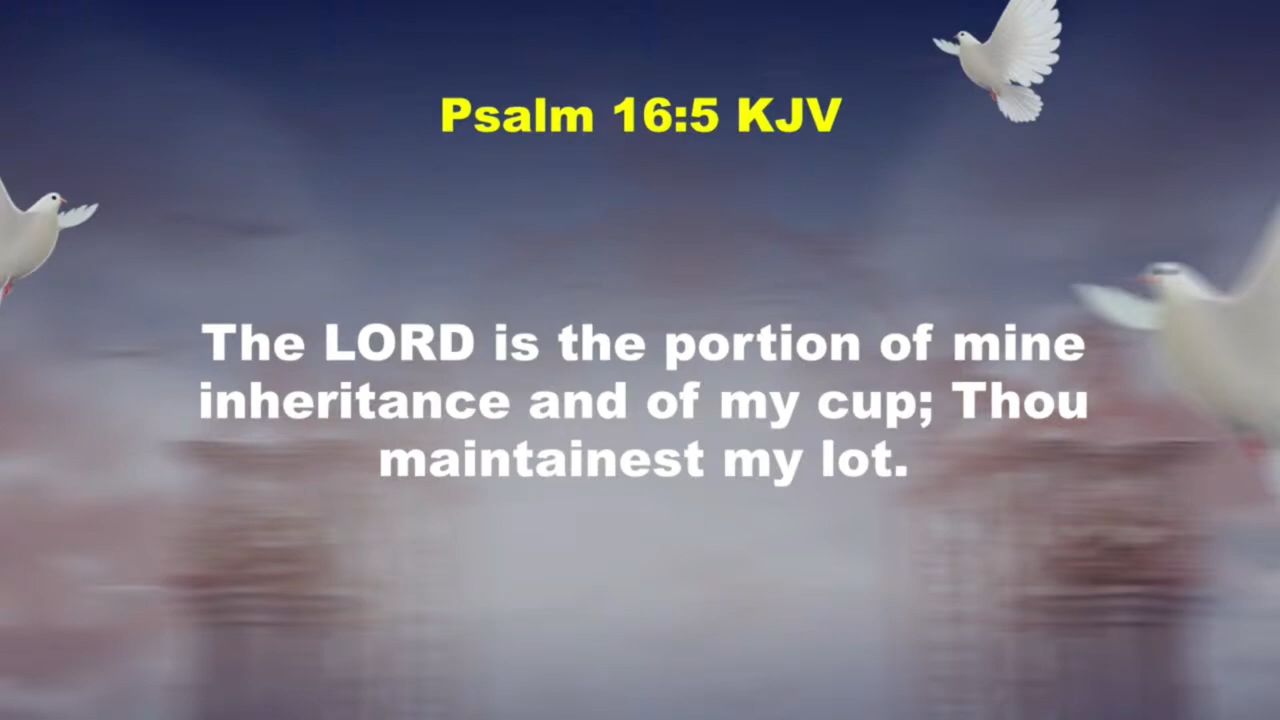 Psalm 16:5 KJV
The LORD is the portion of mine
inheritance and of my cup; Thou
maintainest my lot.